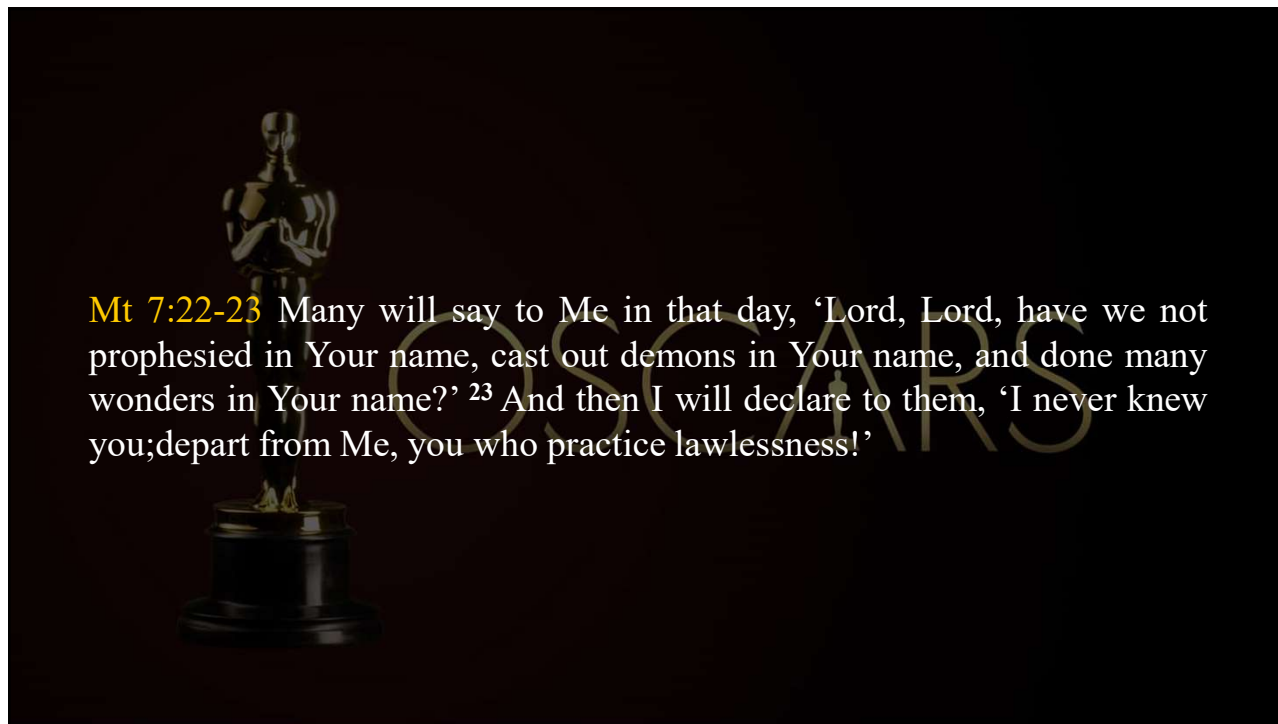 Mt 7:22-23 Many will say to Me in that day, ‘Lord, Lord, have we not
prophesied in Your name, cast out demons in Your name, and done many
wonders in Your name?’ 23 And then I will declare to them, ‘I never knew
you;depart from Me, you who practice lawlessness!’
OSCARS